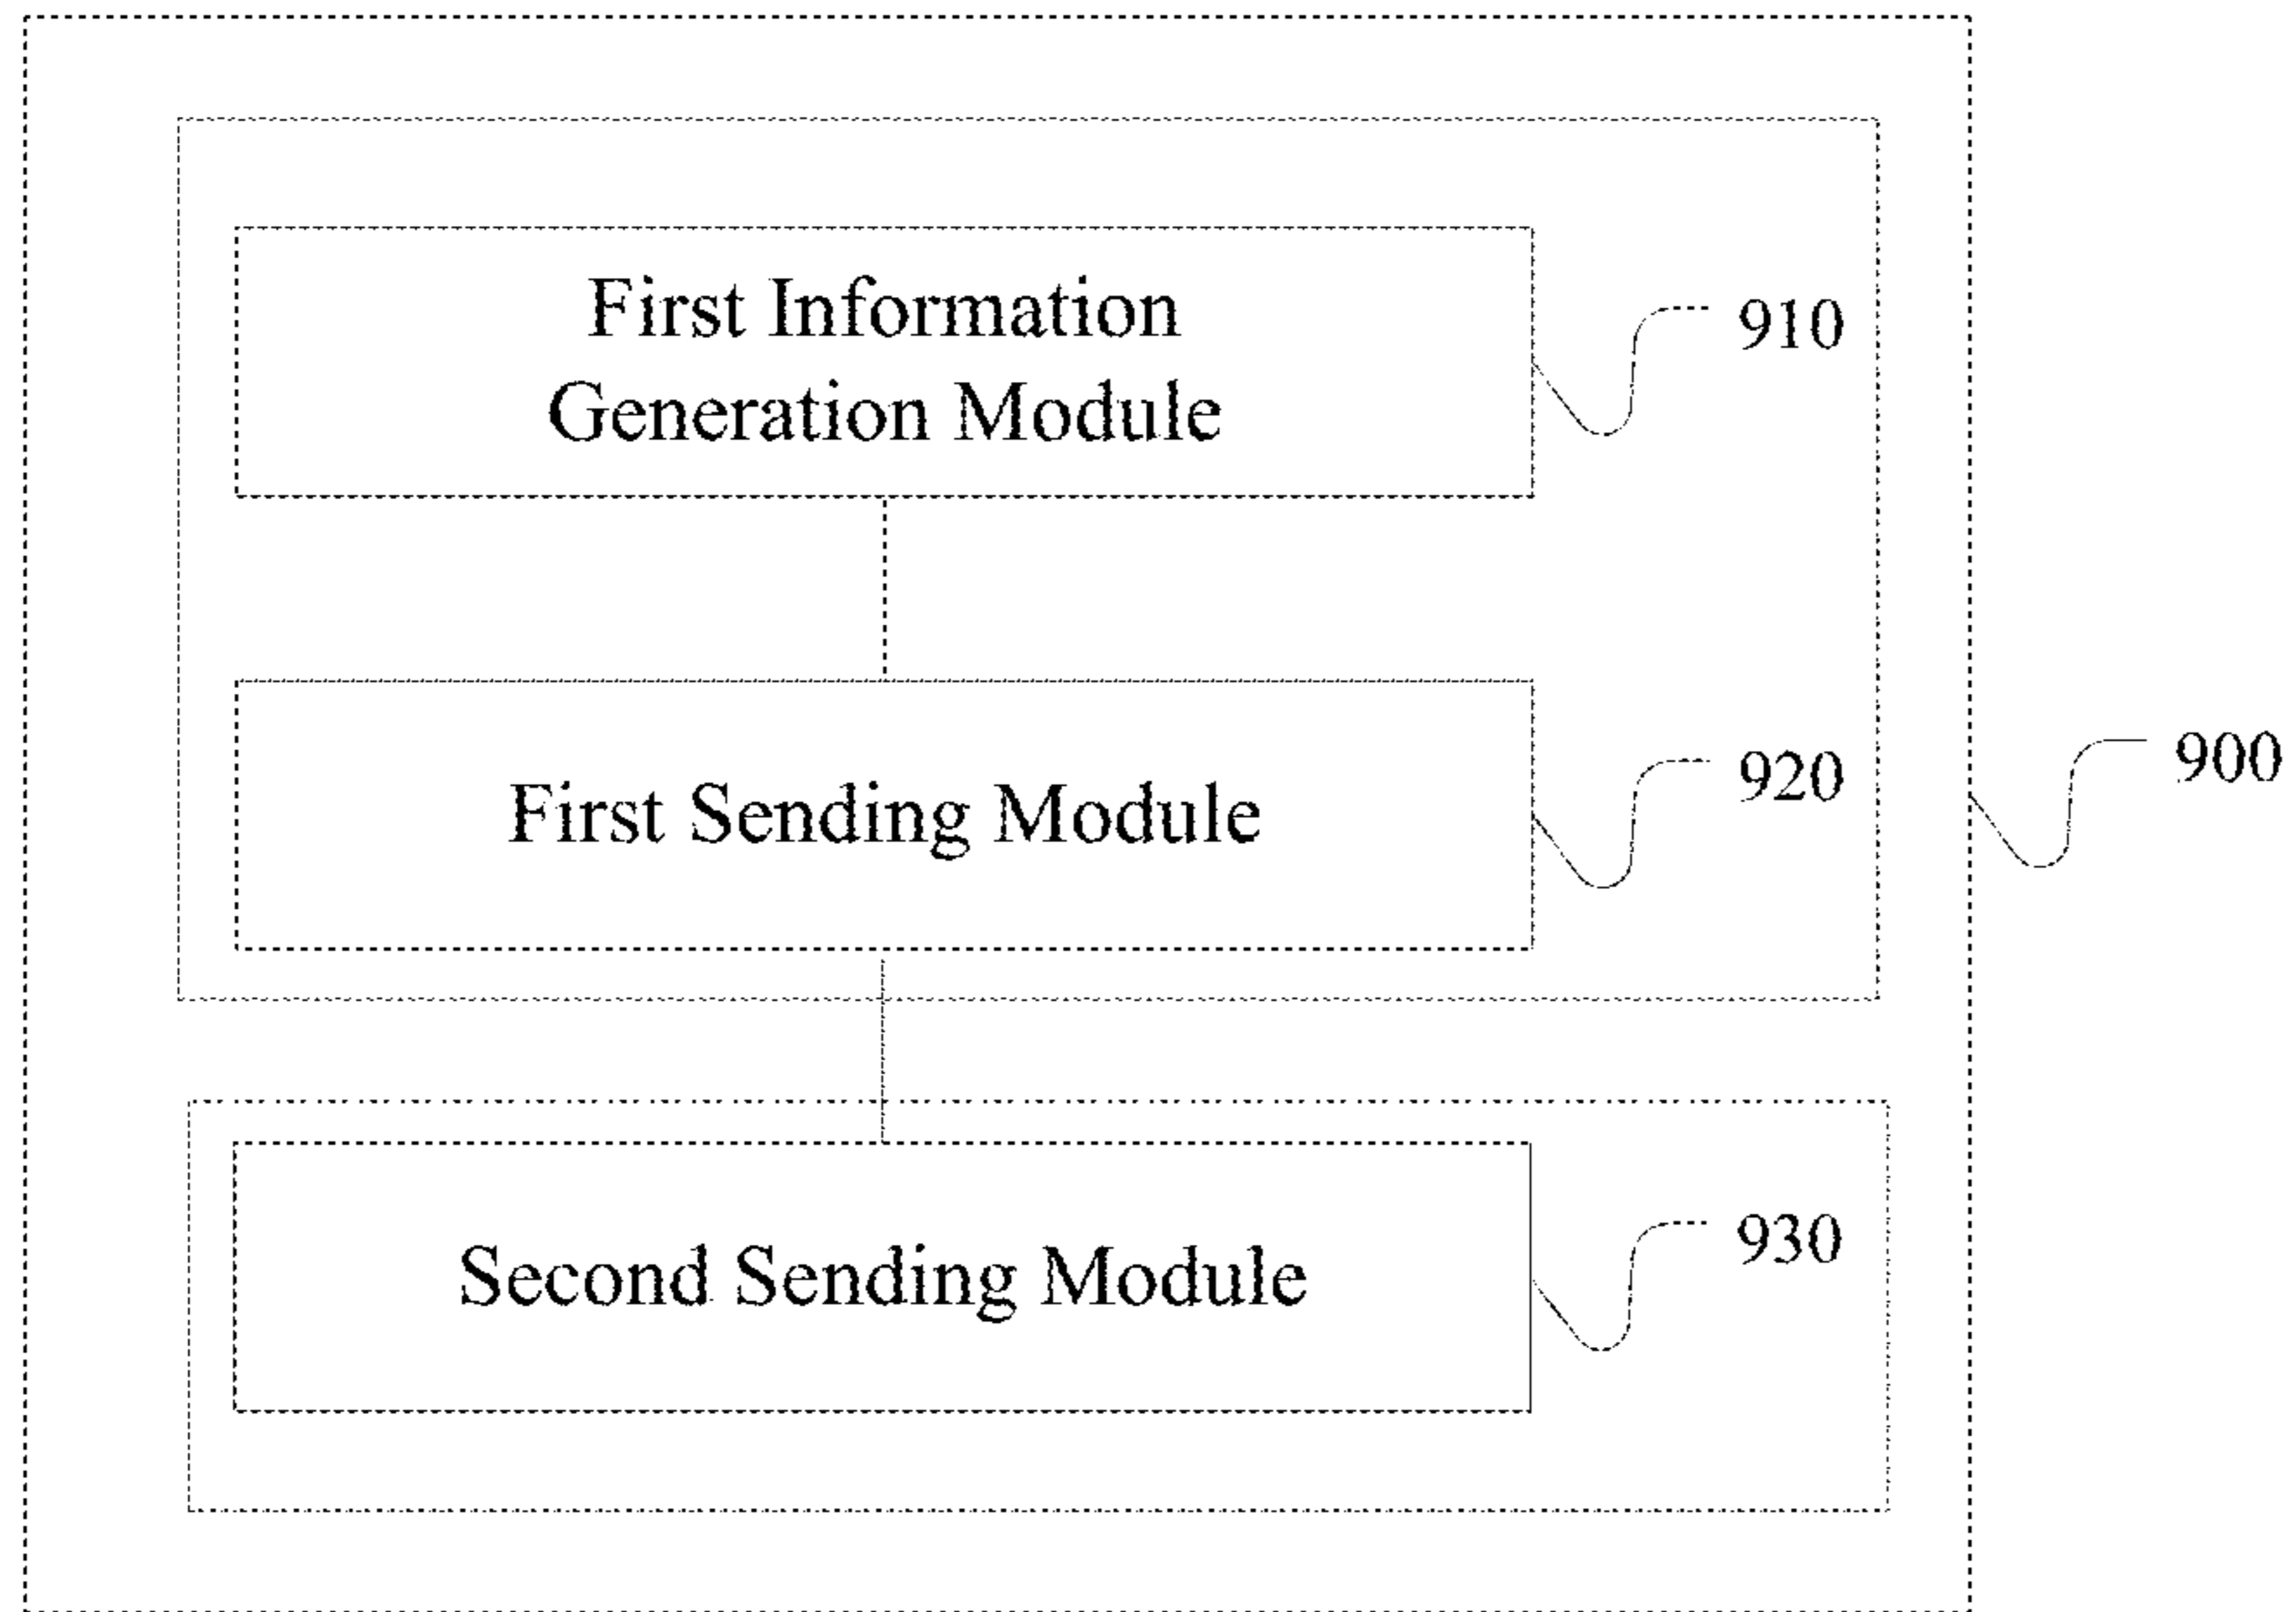 First Information
Generation Module
910
First Sending Module
920
900
Second Sending Module
930